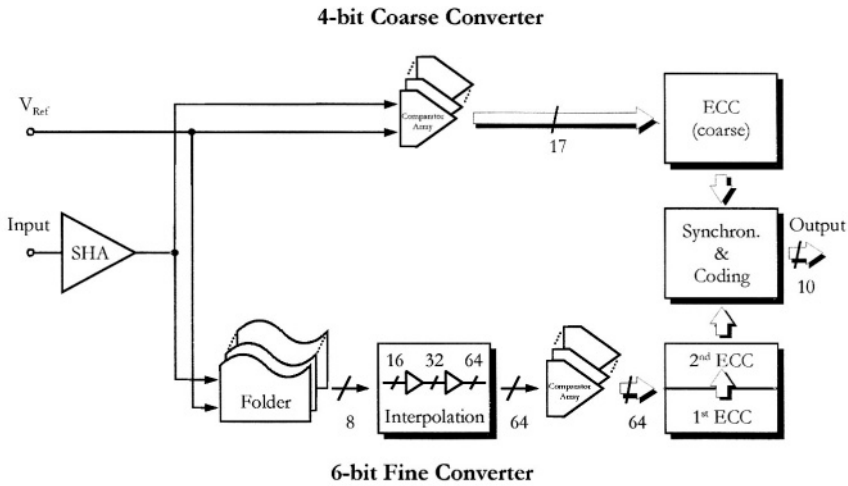 4-bit Coarse Converter
V_Ref
Comparator
Array
17
ECC
(coarse)
Input
SHA
Synchron.
&
Coding
Output
10
Folder
8
16 32 64
Interpolation
64
Comparator
Array
64
2nd ECC
1st ECC
6-bit Fine Converter